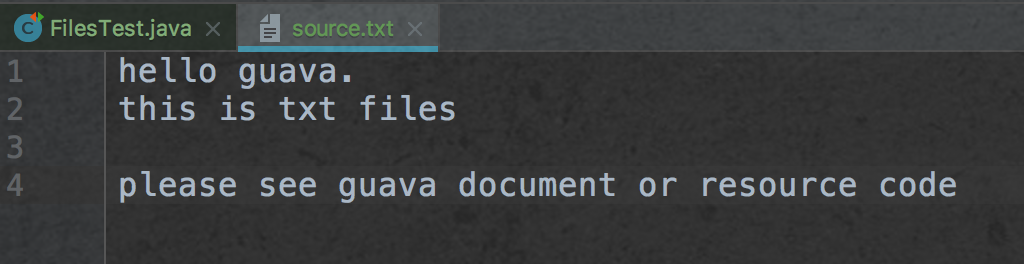 FilesTest.java source.txt
1 hello guava.
2 this is txt files
3
4 please see guava document or resource code